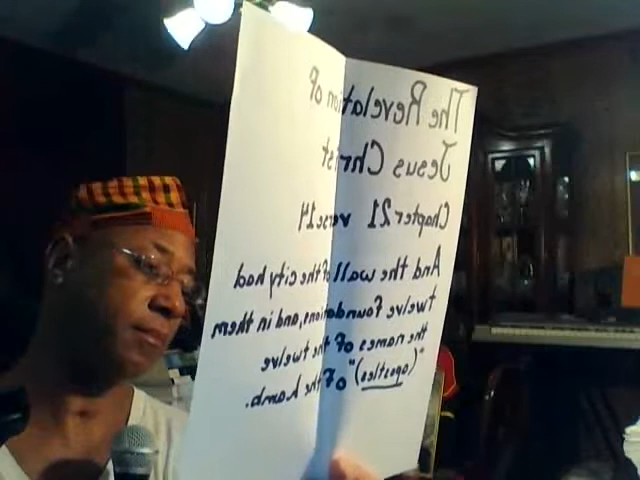 The Revelation of
Jesus Christ
Chapter 21 verse 14
And the wall of the city had
twelve foundations, and in them
the names of the twelve
"(apostles)" of the Lamb.